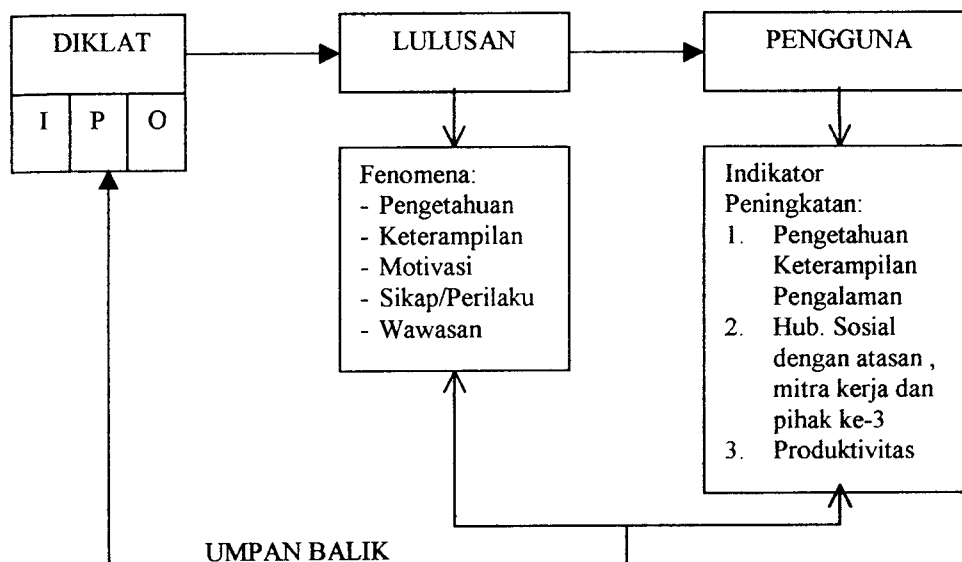 DIKLAT
I P O
LULUSAN
PENGGUNA
Fenomena:
- Pengetahuan
- Keterampilan
- Motivasi
- Sikap/Perilaku
- Wawasan
Indikator
Peningkatan:
1. Pengetahuan
Keterampilan
Pengalaman
2. Hub. Sosial
dengan atasan ,
mitra kerja dan
pihak ke-3
3. Produktivitas
UMPAN BALIK